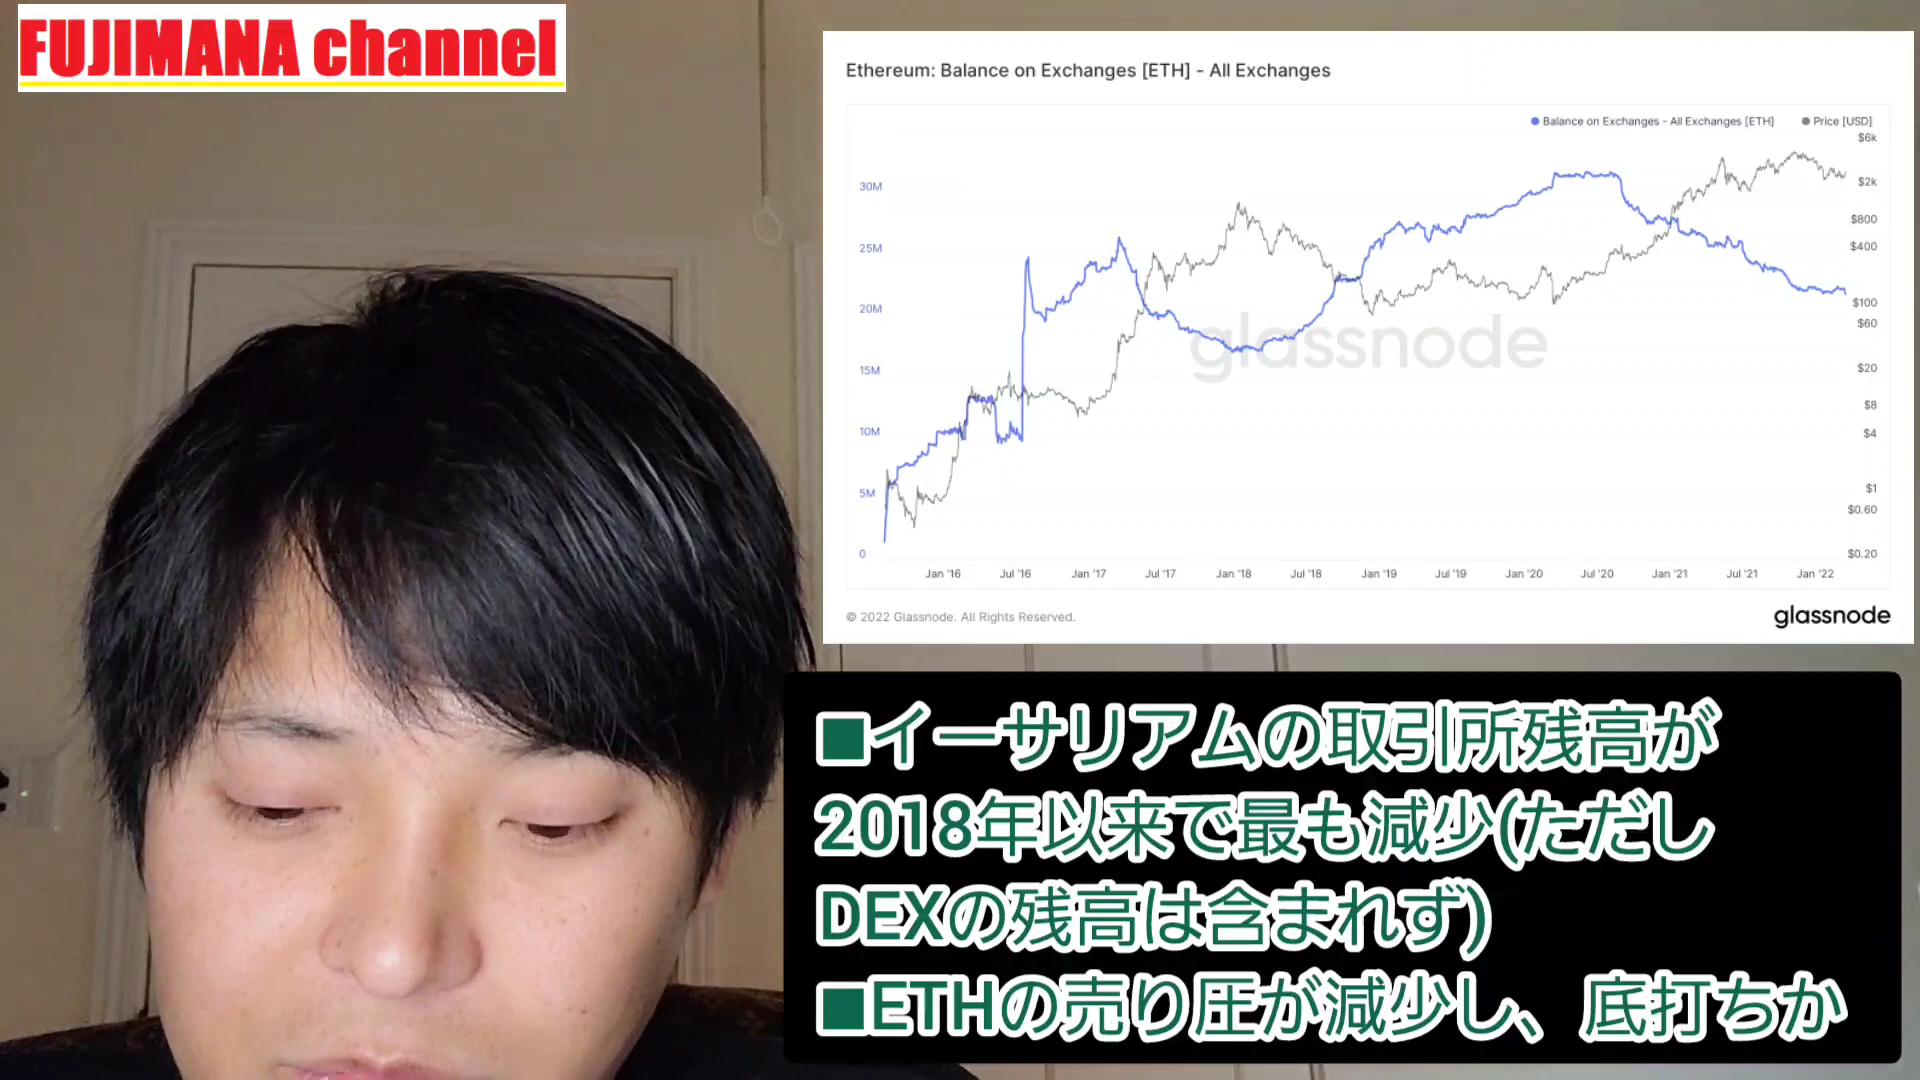 FUJIMANA channel
Ethereum: Balance on Exchanges [ETH] - All Exchanges
Balance on Exchanges - All Exchanges [ETH]
Price [USD]
30M
25M
20M
15M
10M
5M
0
$6k
$2k
$800
$400
$100
$60
$20
$8
$4
$1
$0.60
$0.20
glassnode
Jan '16
Jul '16
Jan '17
Jul '17
Jan '18
Jul '18
Jan '19
Jul '19
Jan '20
Jul '20
Jan '21
Jul '21
Jan '22
© 2022 Glassnode. All Rights Reserved.
glassnode
■イーサリアムの取引所残高が
2018年以来で最も減少(ただし
DEXの残高は含まれず)
■ETHの売り圧が減少し、底打ちか